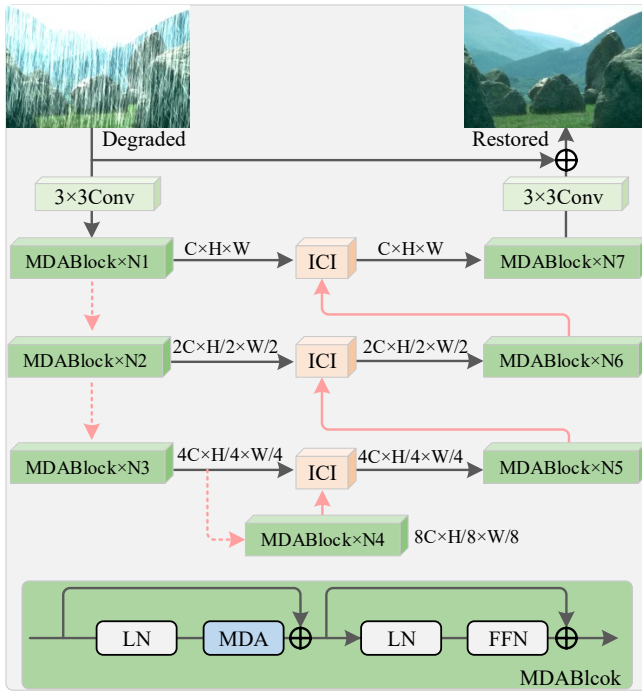 Degraded
Restored
3×3Conv
3×3Conv
MDABlock×N1
C×H×W
ICI
C×H×W
MDABlock×N7
MDABlock×N2
2C×H/2×W/2
ICI
2C×H/2×W/2
MDABlock×N6
MDABlock×N3
4C×H/4×W/4
ICI
4C×H/4×W/4
MDABlock×N5
MDABlock×N4
8C×H/8×W/8
LN
MDA
LN
FFN
MDABlcok